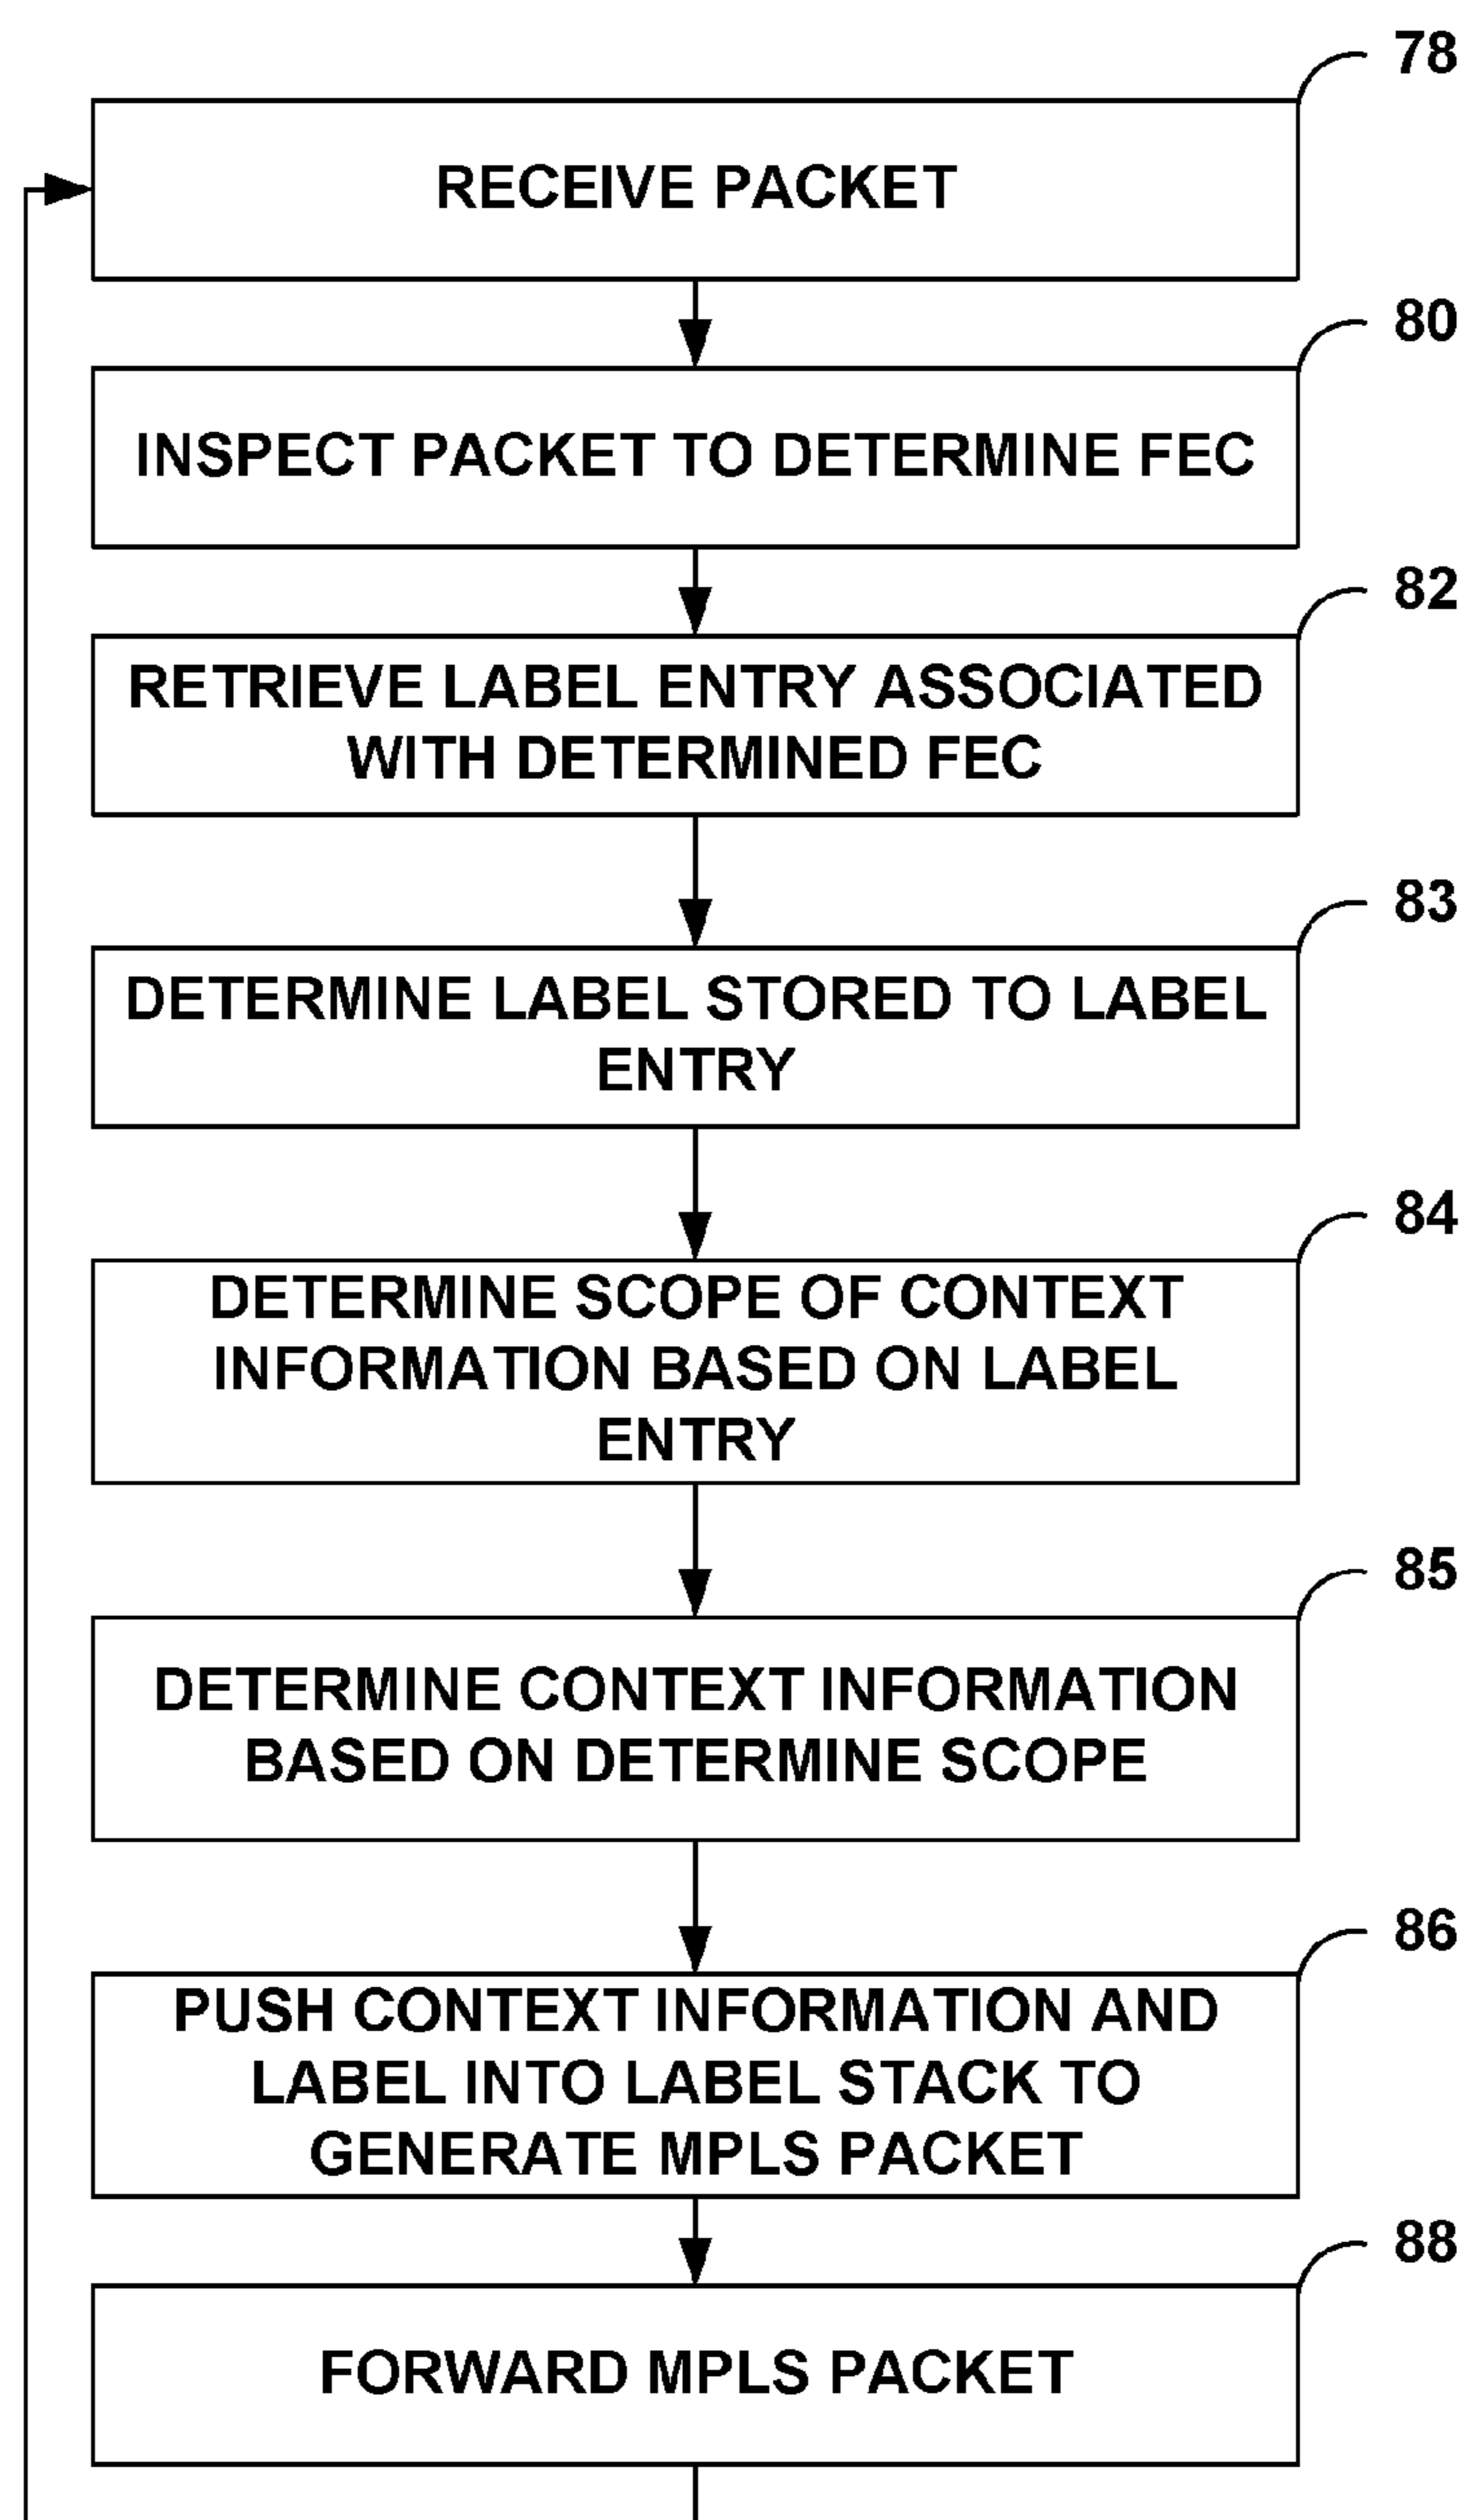 78
RECEIVE PACKET
80
INSPECT PACKET TO DETERMINE FEC
82
RETRIEVE LABEL ENTRY ASSOCIATED
WITH DETERMINED FEC
83
DETERMINE LABEL STORED TO LABEL
ENTRY
84
DETERMINE SCOPE OF CONTEXT
INFORMATION BASED ON LABEL
ENTRY
85
DETERMINE CONTEXT INFORMATION
BASED ON DETERMINE SCOPE
86
PUSH CONTEXT INFORMATION AND
LABEL INTO LABEL STACK TO
GENERATE MPLS PACKET
88
FORWARD MPLS PACKET